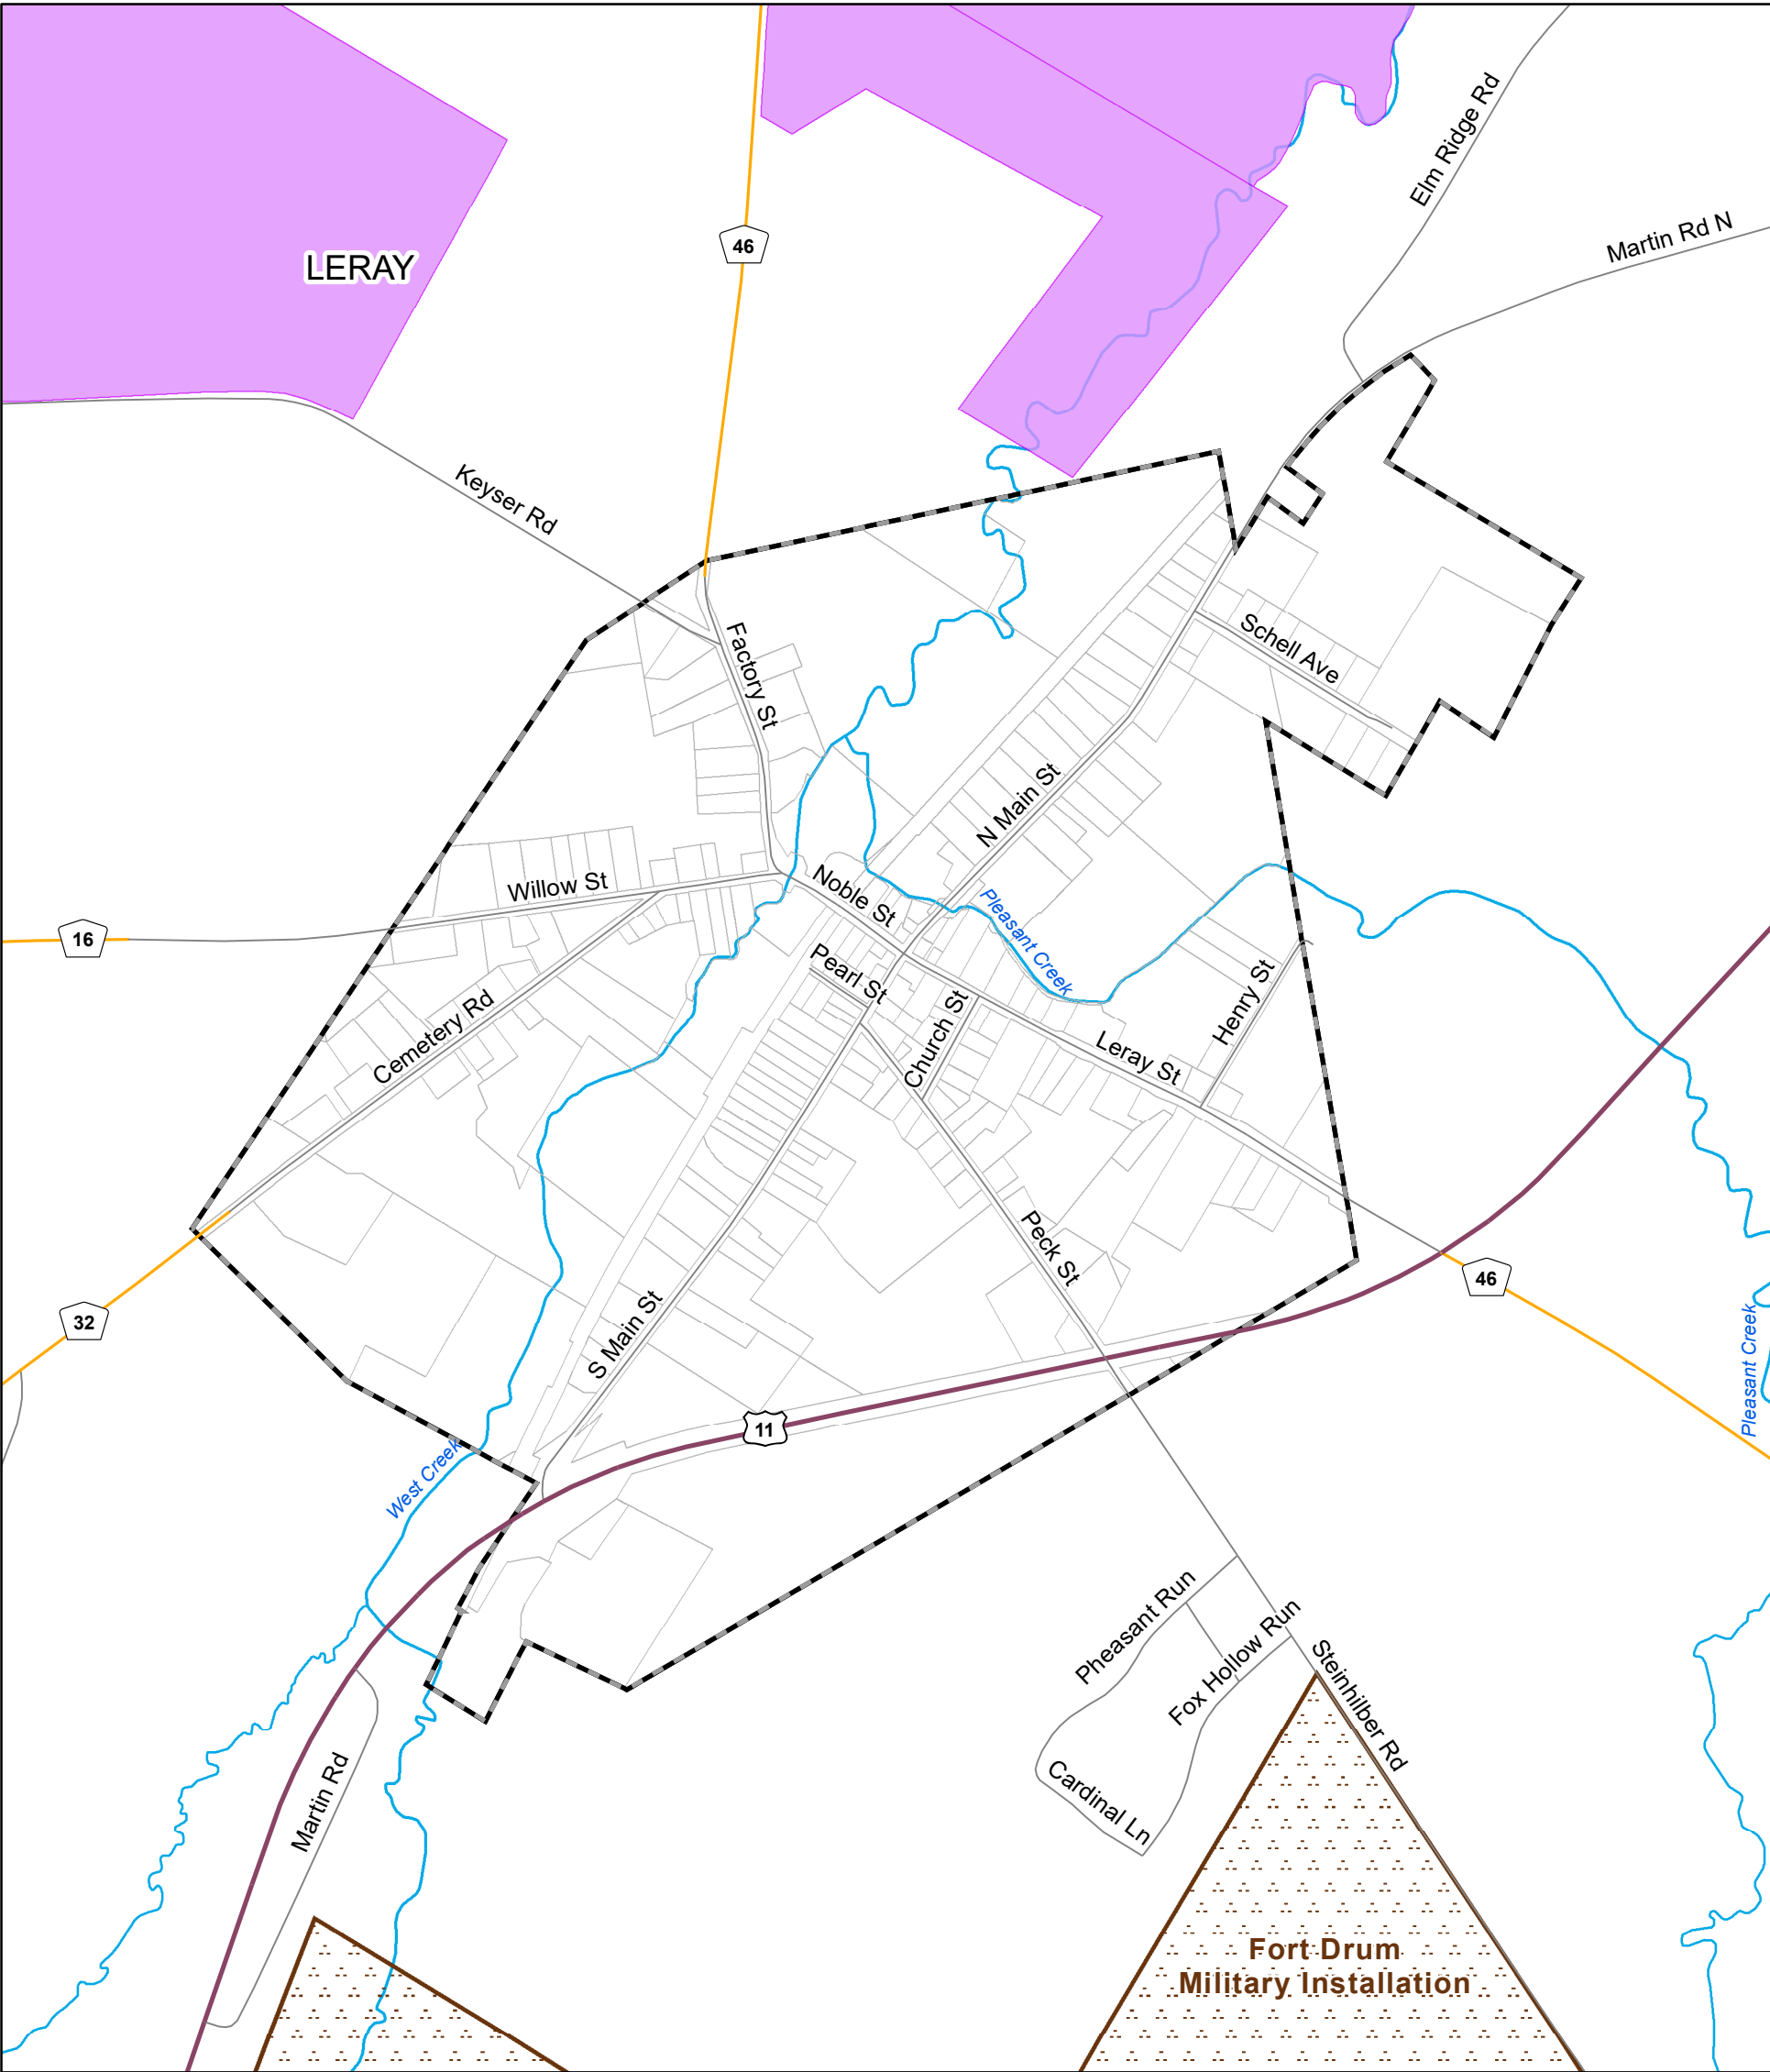 Elm Ridge Rd
Martin Rd N
46
LERAY
Keyser Rd
Factory St
Schell Ave
N Main St
Willow St
Noble St
Pleasant Creek
16
Pearl St
Henry St
Cemetery Rd
Church St
Leray St
Peck St
46
32
S Main St
Pleasant Creek
11
West Creek
Pheasant Run
Fox Hollow Run
Steinhilber Rd
Martin Rd
Cardinal Ln
Fort Drum
Military Installation